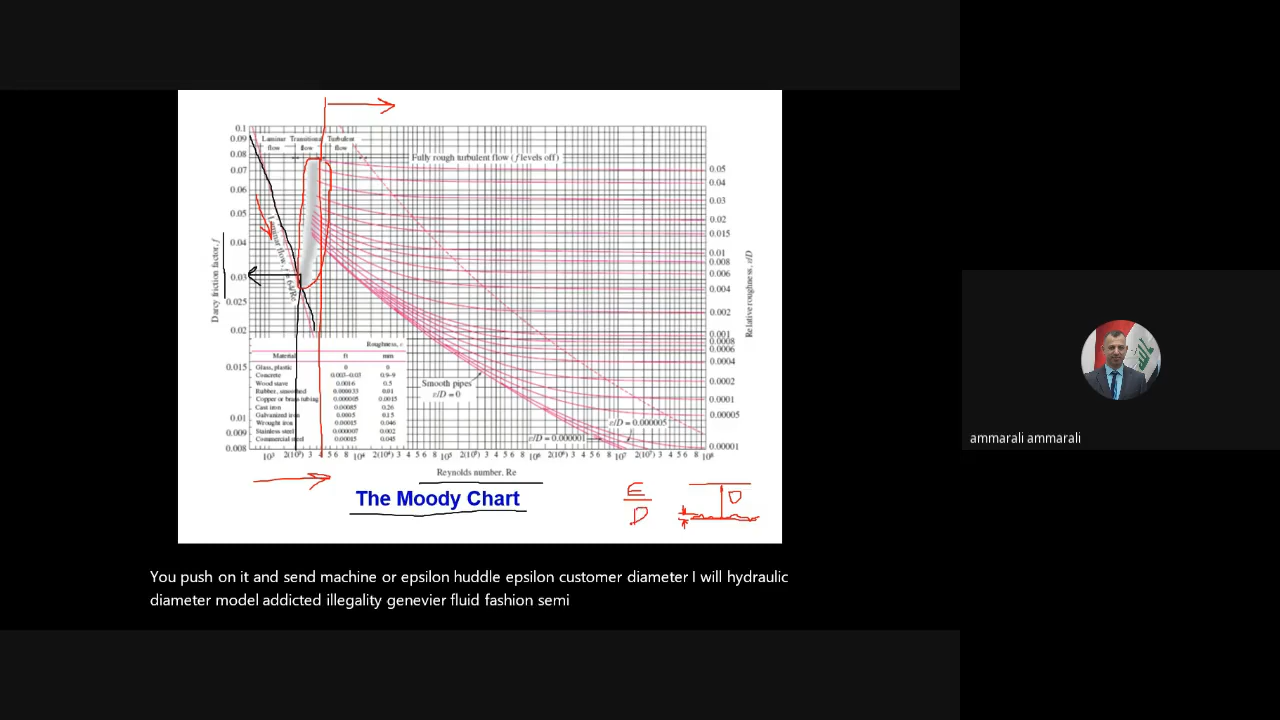 Laminar Transitional Turbulent
flow flow flow
Fully rough turbulent flow (f levels off)
0.1
0.09
0.08
0.07
0.06
0.05
0.04
0.03
0.025
0.02
0.015
0.01
0.009
0.008
Darcy friction factor, f
Laminar flow, f = 64/Re
0.05
0.04
0.03
0.02
0.015
0.01
0.008
0.006
0.004
0.002
0.001
0.0008
0.0006
0.0004
0.0002
0.0001
0.00005
0.00001
Relative roughness, ε/D
Roughness, ε
Material ft mm
Glass, plastic 0 0
Concrete 0.003–0.03 0.9–9
Wood stave 0.0016 0.5
Rubber, smoothed 0.000033 0.01
Copper or brass tubing 0.000005 0.0015
Cast iron 0.00085 0.26
Galvanized iron 0.0005 0.15
Wrought iron 0.00015 0.046
Stainless steel 0.000007 0.002
Commercial steel 0.00015 0.045
Smooth pipes
ε/D = 0
ε/D = 0.000005
ε/D = 0.000001
10³ 2(10³) 3 4 5 6 8 10⁴ 2(10⁴) 3 4 5 6 8 10⁵ 2(10⁵) 3 4 5 6 8 10⁶ 2(10⁶) 3 4 5 6 8 10⁷ 2(10⁷) 3 4 5 6 8 10⁸
Reynolds number, Re
The Moody Chart
E
D
D
ammarali ammarali
You push on it and send machine or epsilon huddle epsilon customer diameter I will hydraulic
diameter model addicted illegality genevier fluid fashion semi